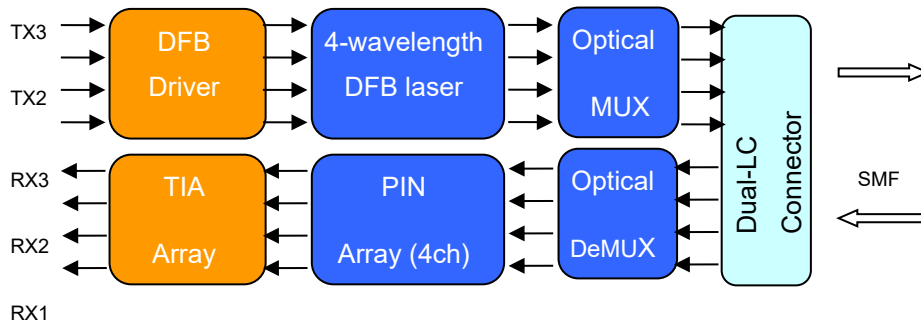 TX3
TX2
DFB
Driver
4-wavelength
DFB laser
Optical
MUX
Dual-LC
Connector
SMF
RX3
RX2
RX1
TIA
Array
PIN
Array (4ch)
Optical
DeMUX